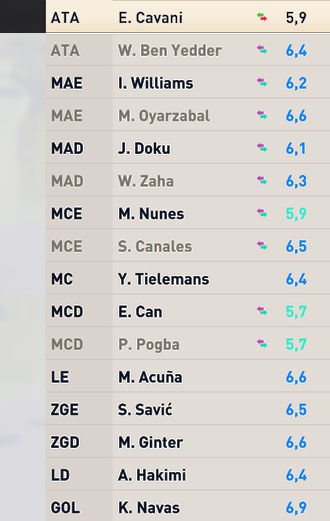 ATA E. Cavani 5,9
ATA W. Ben Yedder 6,4
MAE I. Williams 6,2
MAE M. Oyarzabal 6,6
MAD J. Doku 6,1
MAD W. Zaha 6,3
MCE M. Nunes 5,9
MCE S. Canales 6,5
MC Y. Tielemans 6,4
MCD E. Can 5,7
MCD P. Pogba 5,7
LE M. Acuña 6,6
ZGE S. Savić 6,5
ZGD M. Ginter 6,6
LD A. Hakimi 6,4
GOL K. Navas 6,9